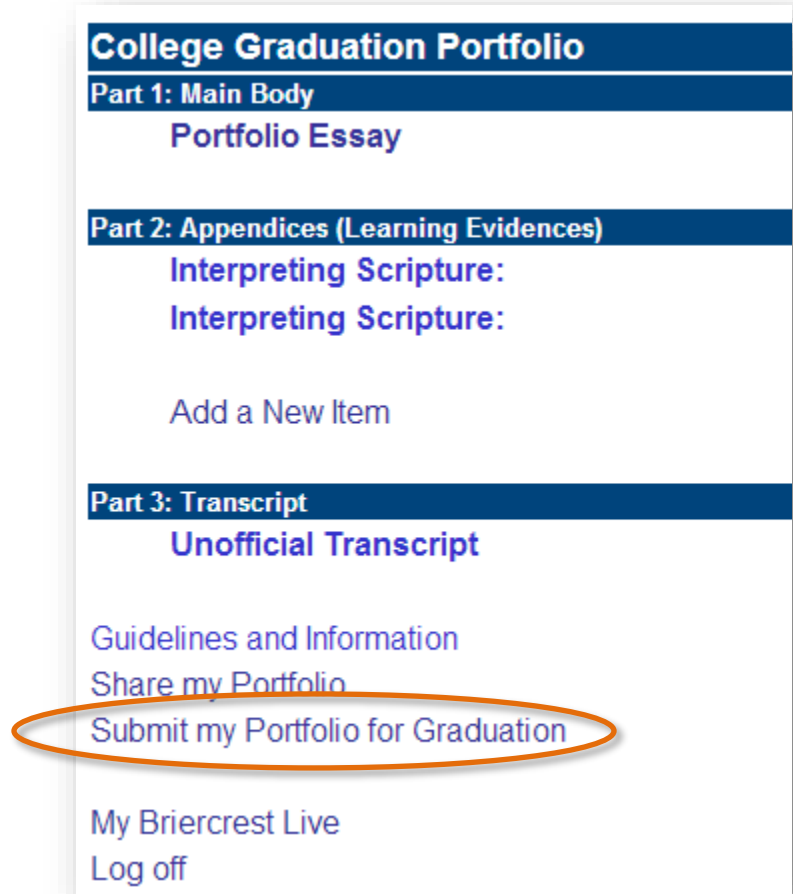 College Graduation Portfolio
Part 1: Main Body
Portfolio Essay
Part 2: Appendices (Learning Evidences)
Interpreting Scripture:
Interpreting Scripture:
Add a New Item
Part 3: Transcript
Unofficial Transcript
Guidelines and Information
Share my Portfolio
Submit my Portfolio for Graduation
My Briercrest Live
Log off